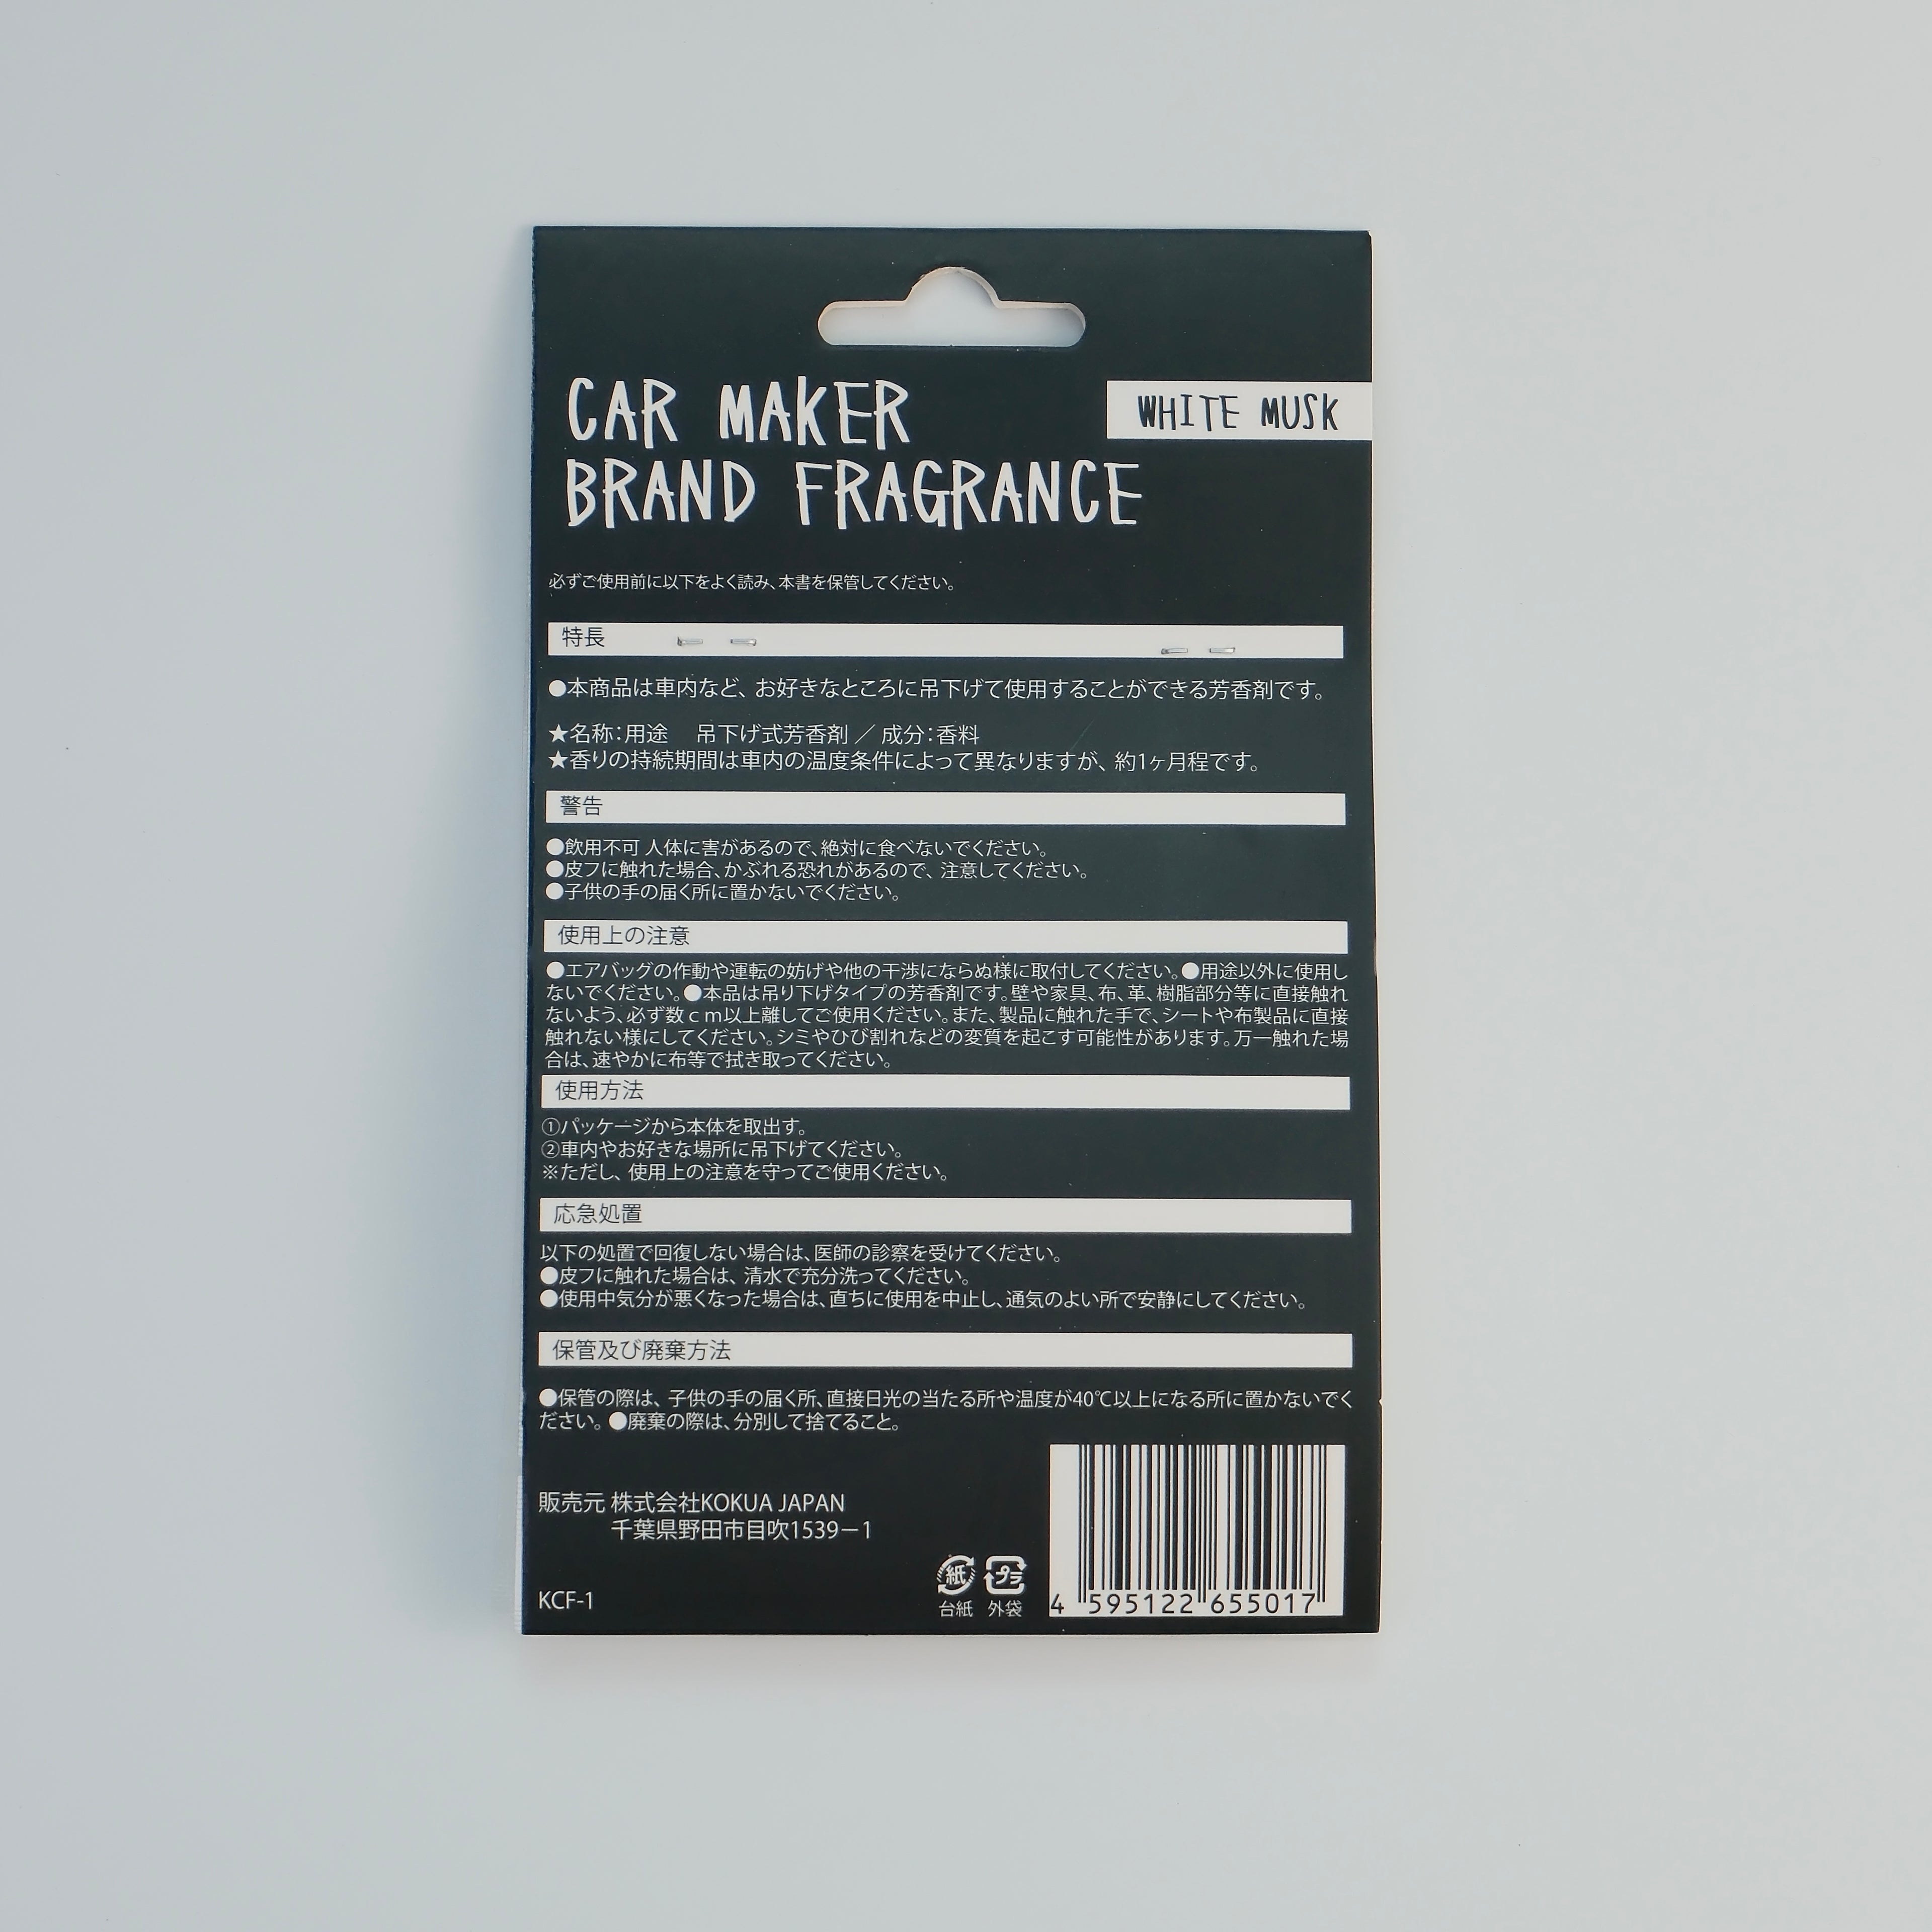 CAR MAKER
WHITE MUSK
BRAND FRAGRANCE
必ずご使用前に以下をよく読み、本書を保管してください。
特長
●本商品は車内など、お好きなところに吊下げて使用することができる芳香剤です。
★名称：用途　吊下げ式芳香剤 ／ 成分：香料
★香りの持続期間は車内の温度条件によって異なりますが、約1ヶ月程です。
警告
●飲用不可 人体に害があるので、絶対に食べないでください。
●皮フに触れた場合、かぶれる恐れがあるので、注意してください。
●子供の手の届く所に置かないでください。
使用上の注意
●エアバッグの作動や運転の妨げや他の干渉にならぬ様に取付してください。●用途以外に使用し
ないでください。●本品は吊り下げタイプの芳香剤です。壁や家具、布、革、樹脂部分等に直接触れ
ないよう、必ず数ｃｍ以上離してご使用ください。また、製品に触れた手で、シートや布製品に直接
触れない様にしてください。シミやひび割れなどの変質を起こす可能性があります。万一触れた場
合は、速やかに布等で拭き取ってください。
使用方法
①パッケージから本体を取出す。
②車内やお好きな場所に吊下げてください。
※ただし、使用上の注意を守ってご使用ください。
応急処置
以下の処置で回復しない場合は、医師の診察を受けてください。
●皮フに触れた場合は、清水で充分洗ってください。
●使用中気分が悪くなった場合は、直ちに使用を中止し、通気のよい所で安静にしてください。
保管及び廃棄方法
●保管の際は、子供の手の届く所、直接日光の当たる所や温度が40℃以上になる所に置かないでく
ださい。●廃棄の際は、分別して捨てること。
販売元 株式会社KOKUA JAPAN
千葉県野田市目吹1539－1
KCF-1
紙 プラ
台紙 外袋
4 595122 655017